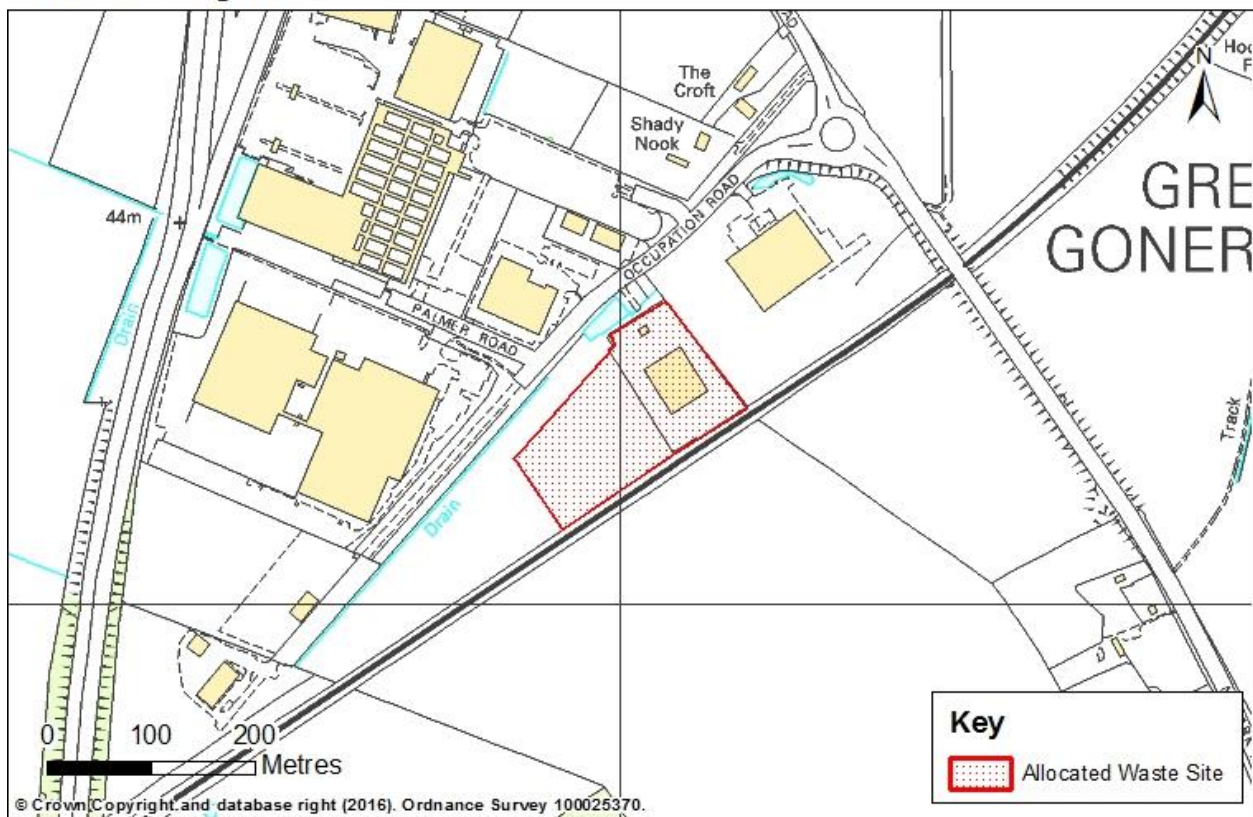 The
Croft
Shady
Nook
N
44m
GRE
GONER
OCCUPATION ROAD
PALMER ROAD
Drain
Drain
Track
0 100 200
Metres
Key
Allocated Waste Site
© Crown Copyright and database right (2016). Ordnance Survey 100025370.